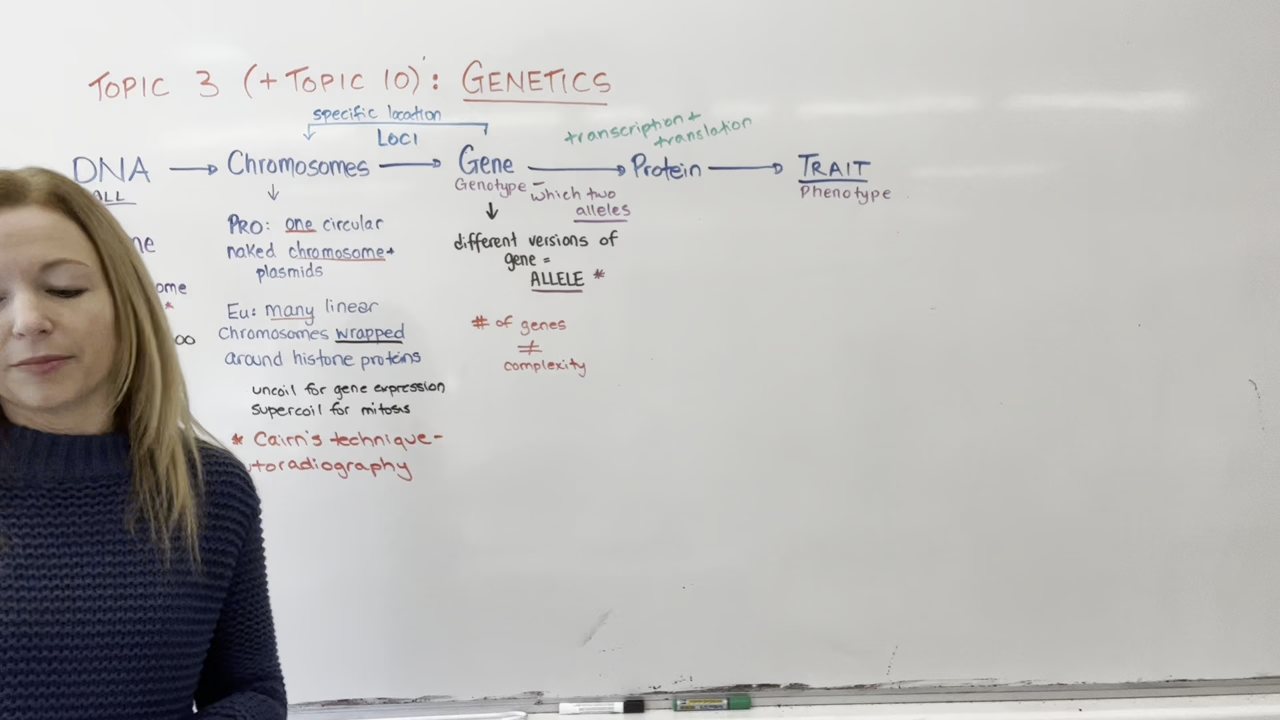 TOPIC 3 (+ TOPIC 10): GENETICS
specific location
LOCI
transcription +
translation
DNA → Chromosomes → Gene → Protein → TRAIT
ALL
Genotype - which two
alleles
Phenotype
PRO: one circular
naked chromosome +
plasmids
Eu: many linear
Chromosomes wrapped
around histone proteins
uncoil for gene expression
supercoil for mitosis
* Cairn's technique-
toradiography
different versions of
gene =
ALLELE *
# of genes
≠
complexity